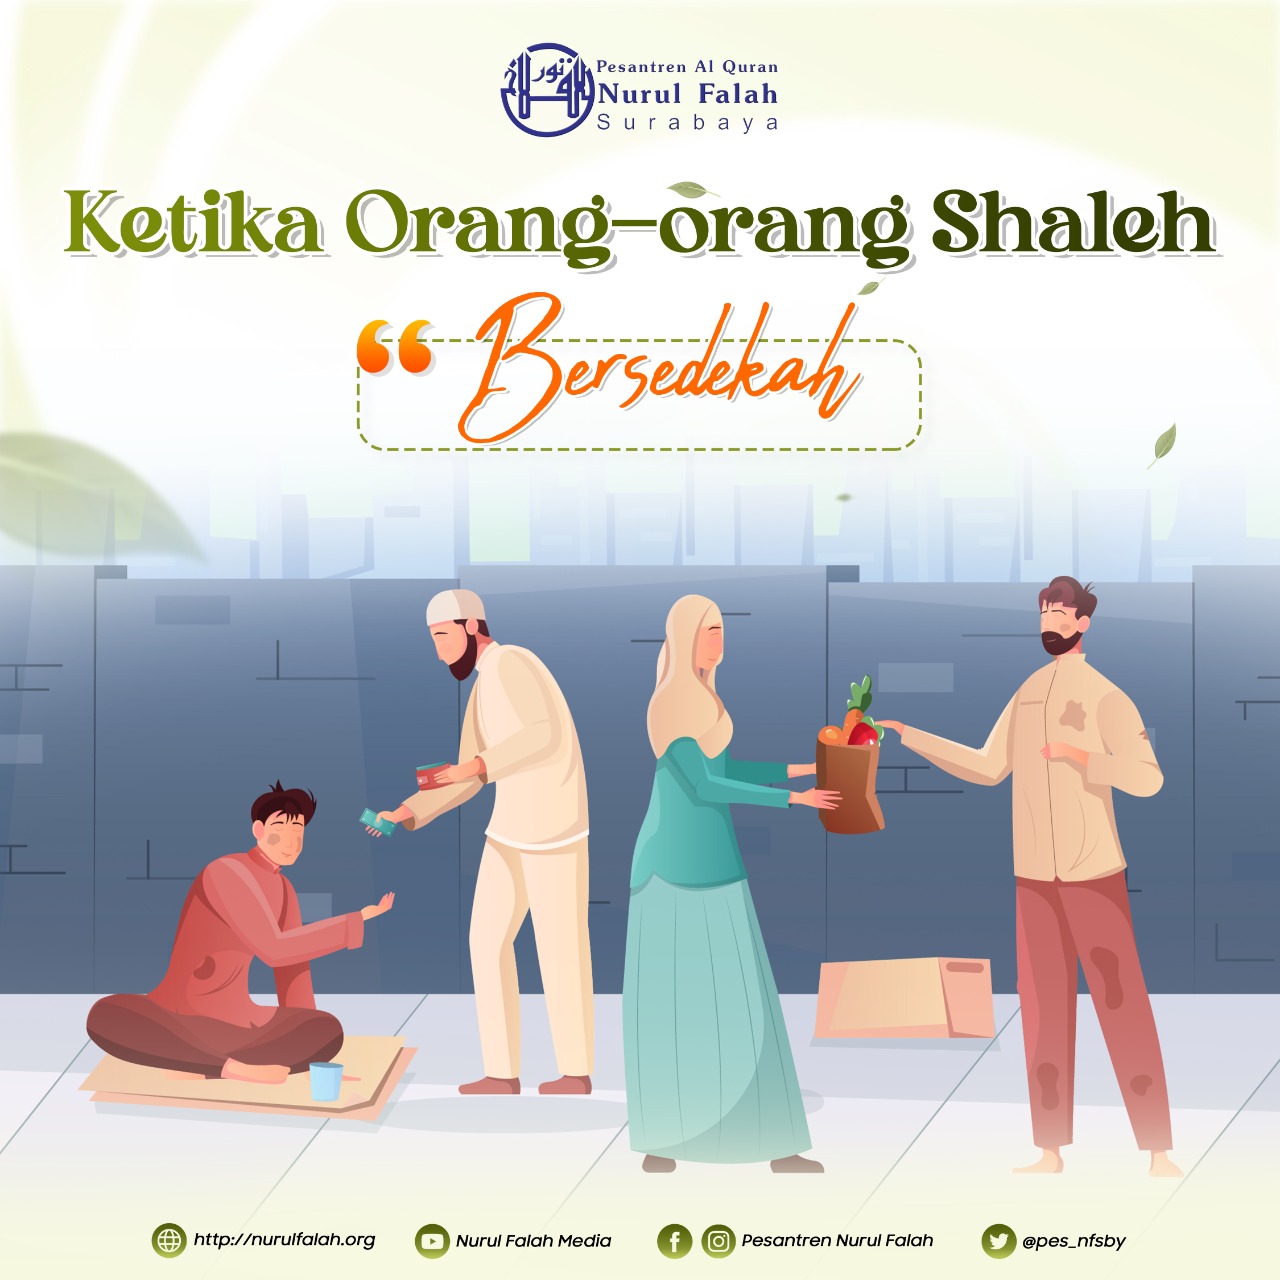 Pesantren Al Quran
Nurul Falah
Surabaya
Ketika Orang-orang Shaleh
“ Bersedekah
http://nurulfalah.org
Nurul Falah Media
Pesantren Nurul Falah
@pes_nfsby